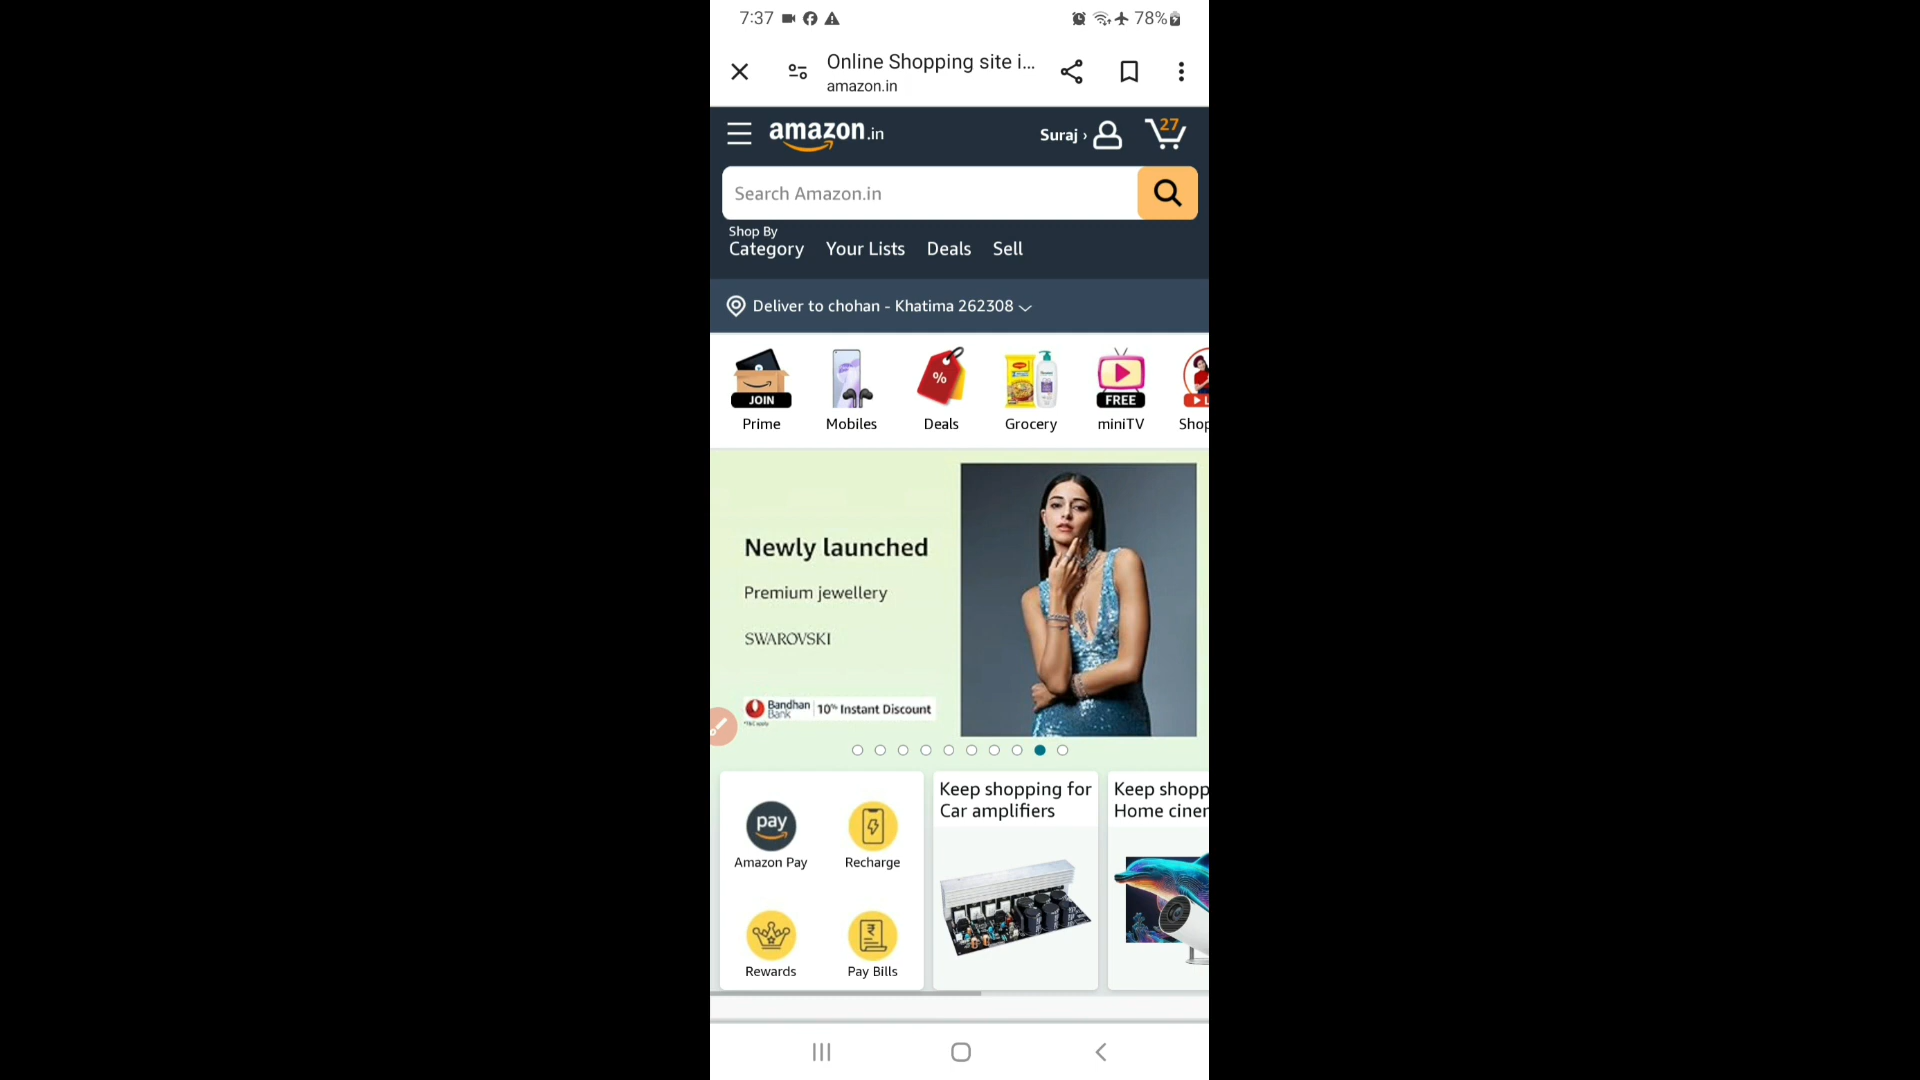 7:37
78%
Online Shopping site i...
amazon.in
amazon.in
Suraj ›
27
Search Amazon.in
Shop By
Category Your Lists Deals Sell
Deliver to chohan - Khatima 262308
JOIN
%
FREE
Prime Mobiles Deals Grocery miniTV Shop
Newly launched
Premium jewellery
SWAROVSKI
Bandhan
Bank
10% Instant Discount
*T&C apply
Keep shopping for
Car amplifiers
Keep shopp
Home ciner
pay
Amazon Pay Recharge
Rewards Pay Bills